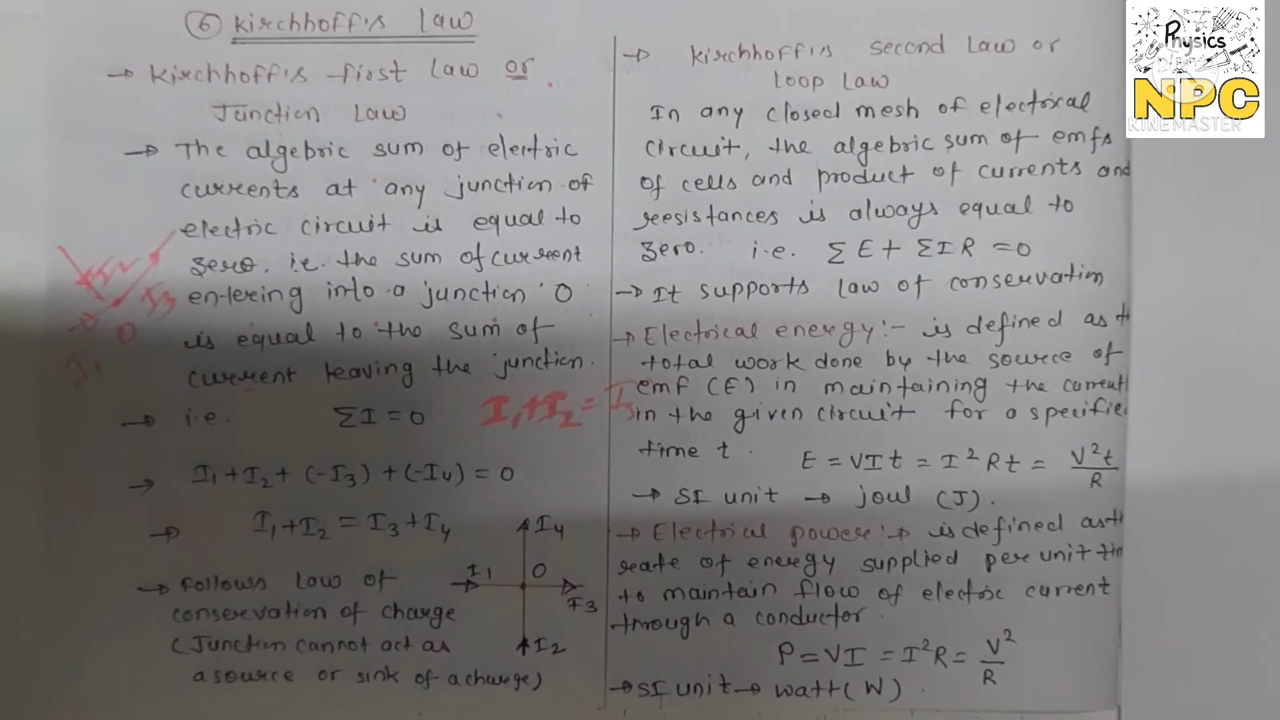 ⑥ Kirchhoff's Law
→ Kirchhoff's first Law or
Junction Law
→ The algebric sum of electric
currents at any junction of
electric circuit is equal to
zero. i.e. the sum of current
entering into a junction 'O
is equal to the sum of
current leaving the junction.
→ i.e. ΣI = 0
→ I₁ + I₂ + (-I₃) + (-I₄) = 0
→ I₁ + I₂ = I₃ + I₄
→ follows Law of
conservation of charge
(Junction cannot act as
a source or sink of a charge)
I₄
I₁ O
I₃
I₂
I₂
I₃
O
I₁
I₁+I₂ = I₃
→ Kirchhoff's second Law or
Loop Law
In any closed mesh of electrical
circuit, the algebric sum of emfs
of cells and product of currents and
resistances is always equal to
zero. i.e. ΣE + ΣIR = 0
→ It supports law of conservation
→ Electrical energy:- is defined as th
total work done by the source of
emf (E) in maintaining the current
in the given circuit for a specifie
time t.
E = VIt = I²Rt = V²t/R
→ SI unit → joul (J).
→ Electrical power:→ is defined as th
rate of energy supplied per unit tim
to maintain flow of electric current
through a conductor.
P = VI = I²R = V²/R
→ SI unit → watt (W).
Physics
NPC
KINEMASTER